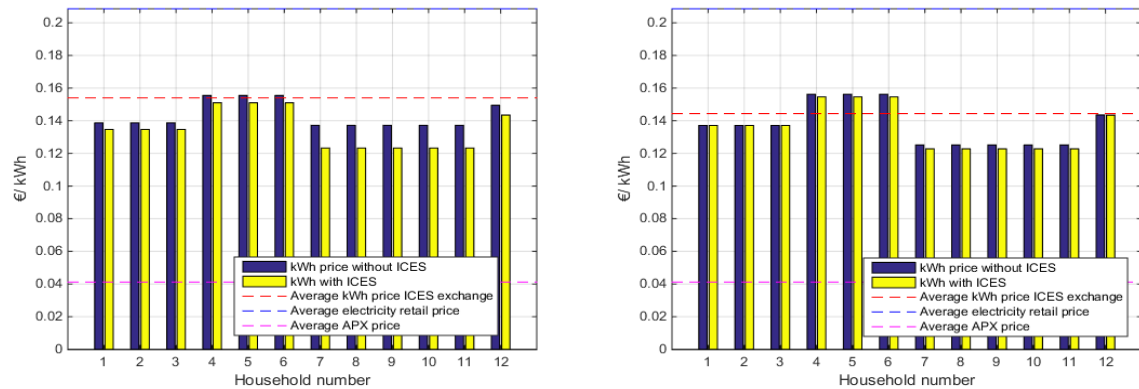 0.2
0.18
0.16
0.14
0.12
0.1
0.08
0.06
0.04
0.02
0
€/ kWh
kWh price without ICES
kWh with ICES
Average kWh price ICES exchange
Average electricity retail price
Average APX price
1 2 3 4 5 6 7 8 9 10 11 12
Household number
0.2
0.18
0.16
0.14
0.12
0.1
0.08
0.06
0.04
0.02
0
€/ kWh
kWh price without ICES
kWh with ICES
Average kWh price ICES exchange
Average electricity retail price
Average APX price
1 2 3 4 5 6 7 8 9 10 11 12
Household number